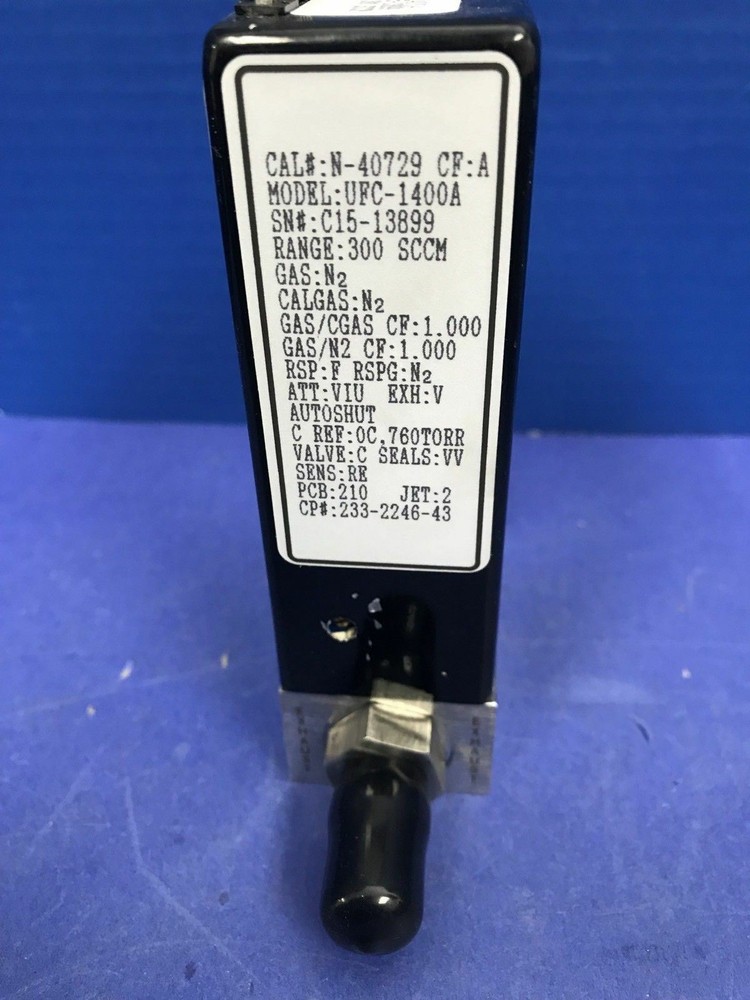 CAL#:N-40729 CF:A
MODEL:UFC-1400A
SN#:C15-13899
RANGE:300 SCCM
GAS:N2
CALGAS:N2
GAS/CGAS CF:1.000
GAS/N2 CF:1.000
RSP:F RSPG:N2
ATT:VIU EXH:V
AUTOSHUT
C REF:0C,760TORR
VALVE:C SEALS:VV
SENS:RE
PCB:210 JET:2
CP#:233-2246-43
EXHAUST
EXHAUST